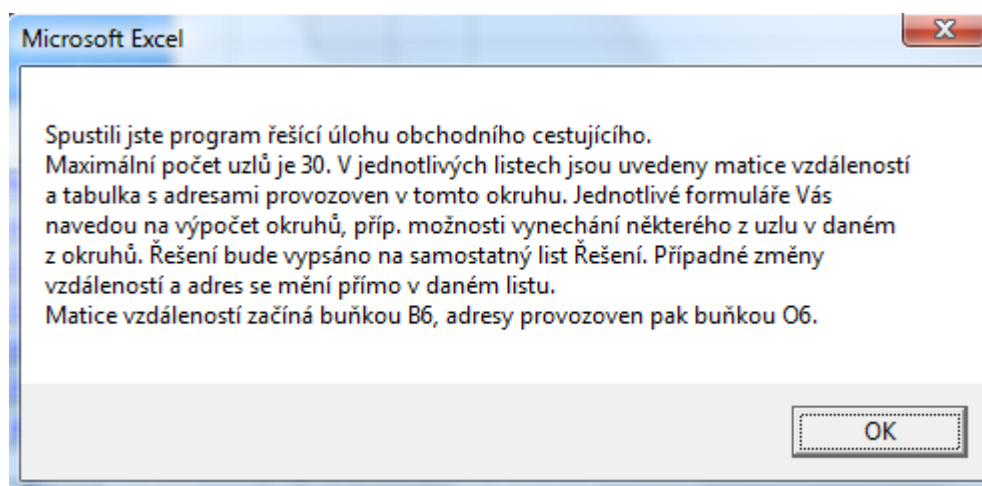 Microsoft Excel
Spustili jste program řešící úlohu obchodního cestujícího.
Maximální počet uzlů je 30. V jednotlivých listech jsou uvedeny matice vzdáleností
a tabulka s adresami provozoven v tomto okruhu. Jednotlivé formuláře Vás
navedou na výpočet okruhů, příp. možnosti vynechání některého z uzlu v daném
z okruhů. Řešení bude vypsáno na samostatný list Řešení. Případné změny
vzdáleností a adres se mění přímo v daném listu.
Matice vzdáleností začíná buňkou B6, adresy provozoven pak buňkou O6.
OK